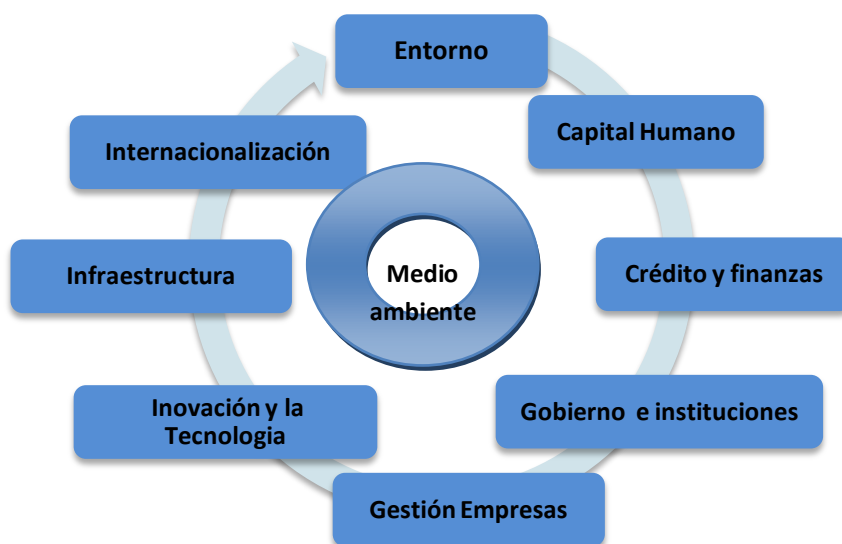 Entorno
Capital Humano
Crédito y finanzas
Gobierno e instituciones
Gestión Empresas
Inovación y la
Tecnologia
Infraestructura
Internacionalización
Medio
ambiente